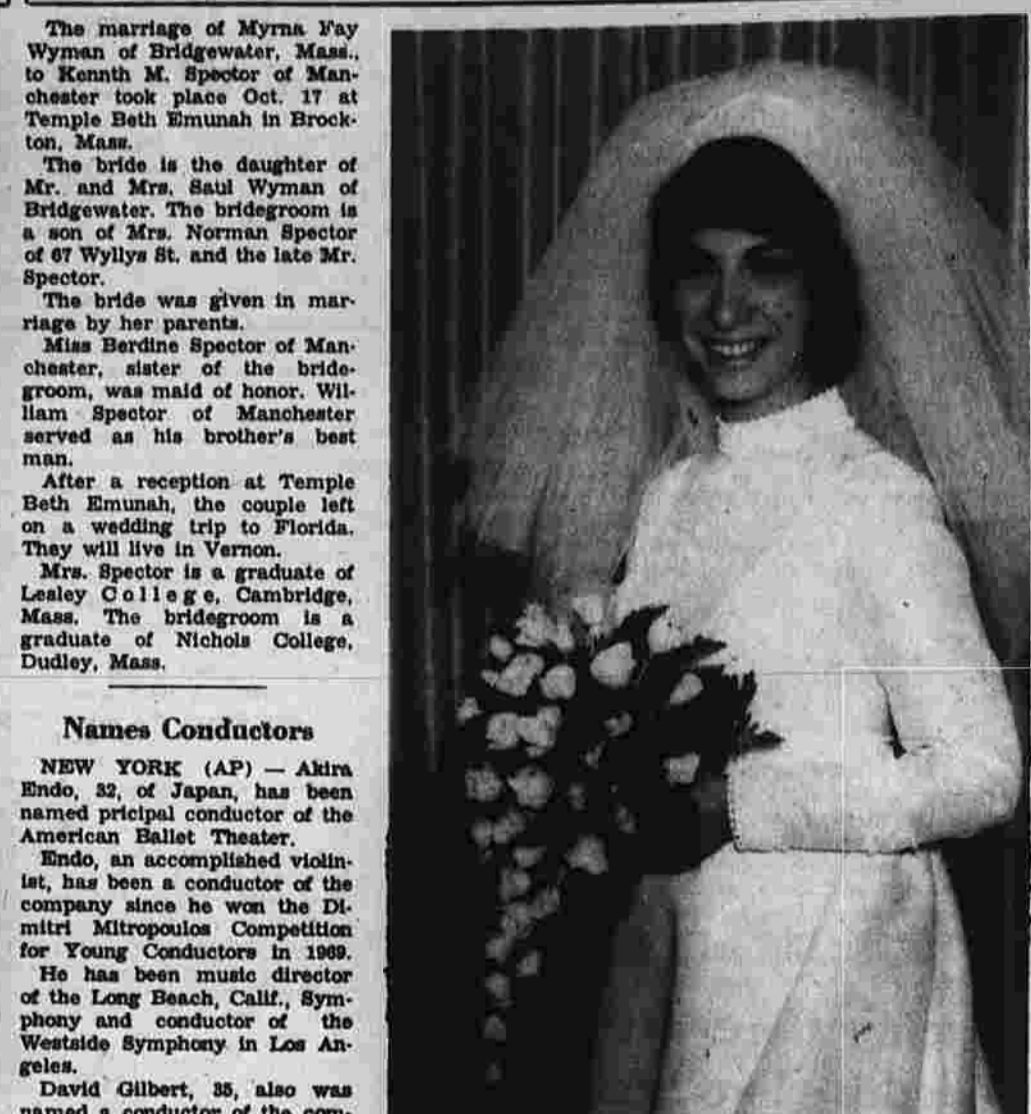 The marriage of Myrna Fay
Wyman of Bridgewater, Mass.,
to Kennth M. Spector of Man-
chester took place Oct. 17 at
Temple Beth Emunah in Brock-
ton, Mass.
The bride is the daughter of
Mr. and Mrs. Saul Wyman of
Bridgewater. The bridegroom is
a son of Mrs. Norman Spector
of 67 Wyllys St. and the late Mr.
Spector.
The bride was given in mar-
riage by her parents.
Miss Berdine Spector of Man-
chester, sister of the bride-
groom, was maid of honor. Wil-
liam Spector of Manchester
served as his brother's best
man.
After a reception at Temple
Beth Emunah, the couple left
on a wedding trip to Florida.
They will live in Vernon.
Mrs. Spector is a graduate of
Lesley College, Cambridge,
Mass. The bridegroom is a
graduate of Nichols College,
Dudley, Mass.
Names Conductors
NEW YORK (AP) — Akira
Endo, 32, of Japan, has been
named pricipal conductor of the
American Ballet Theater.
Endo, an accomplished violin-
ist, has been a conductor of the
company since he won the Di-
mitri Mitropoulos Competition
for Young Conductors in 1969.
He has been music director
of the Long Beach, Calif., Sym-
phony and conductor of the
Westside Symphony in Los An-
geles.
David Gilbert, 35, also was
named a conductor of the com-